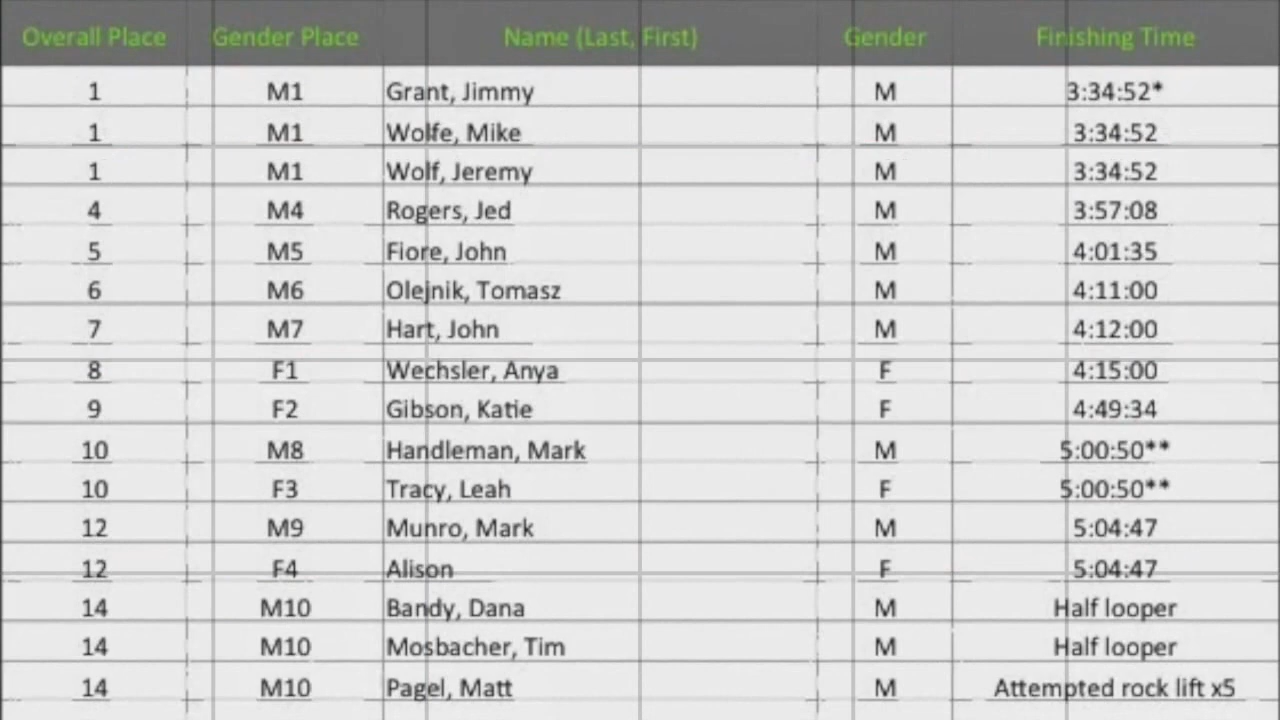 Overall Place Gender Place Name (Last, First) Gender Finishing Time
1 M1 Grant, Jimmy M 3:34:52*
1 M1 Wolfe, Mike M 3:34:52
1 M1 Wolf, Jeremy M 3:34:52
4 M4 Rogers, Jed M 3:57:08
5 M5 Fiore, John M 4:01:35
6 M6 Olejnik, Tomasz M 4:11:00
7 M7 Hart, John M 4:12:00
8 F1 Wechsler, Anya F 4:15:00
9 F2 Gibson, Katie F 4:49:34
10 M8 Handleman, Mark M 5:00:50**
10 F3 Tracy, Leah F 5:00:50**
12 M9 Munro, Mark M 5:04:47
12 F4 Alison F 5:04:47
14 M10 Bandy, Dana M Half looper
14 M10 Mosbacher, Tim M Half looper
14 M10 Pagel, Matt M Attempted rock lift x5